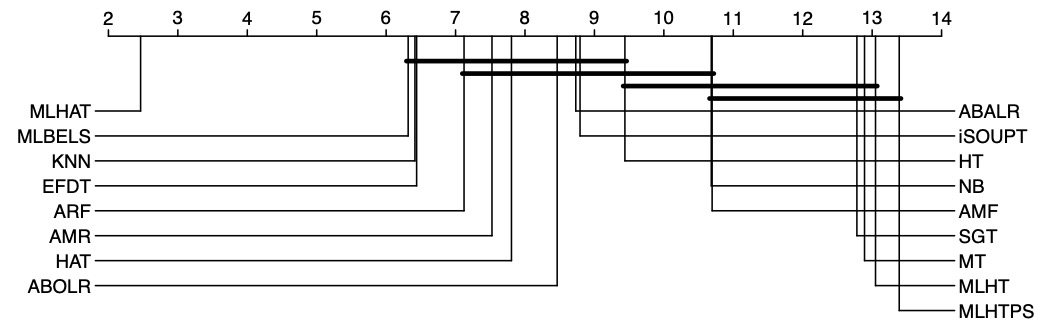 2 3 4 5 6 7 8 9 10 11 12 13 14
MLHAT ABALR
MLBELS iSOUPT
KNN HT
EFDT NB
ARF AMF
AMR SGT
HAT MT
ABOLR MLHT
MLHTPS